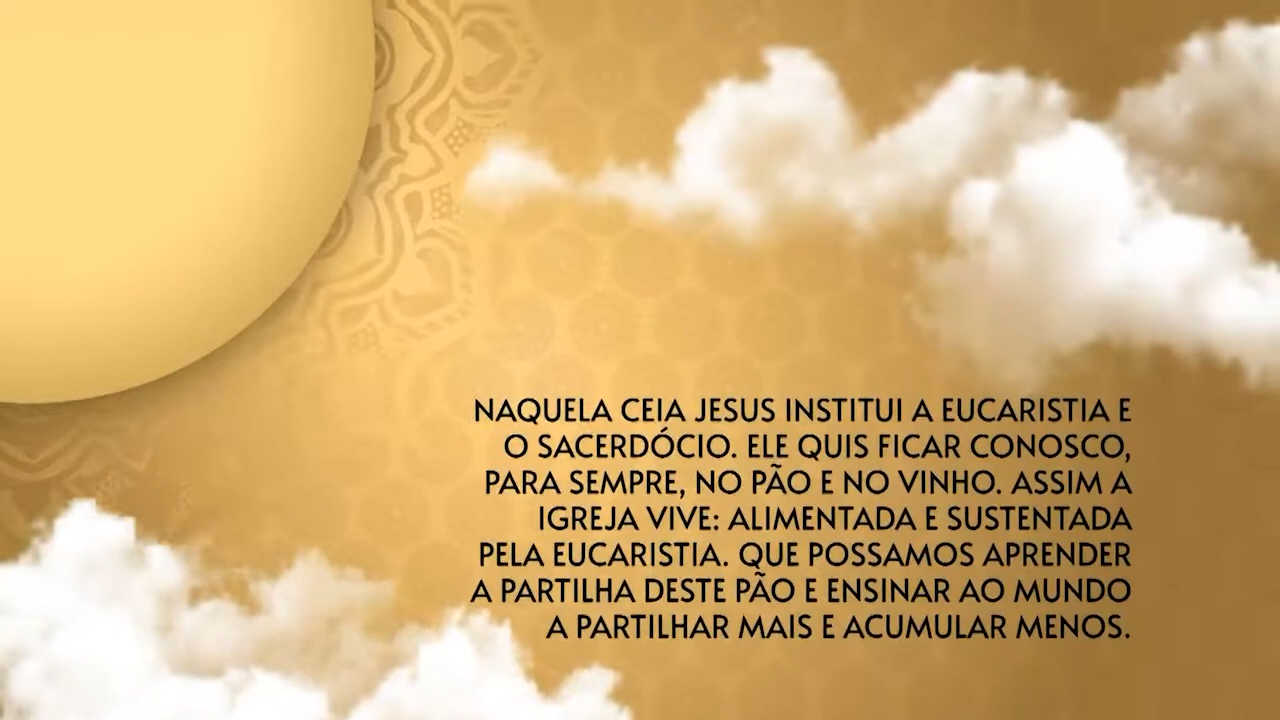 NAQUELA CEIA JESUS INSTITUI A EUCARISTIA E
O SACERDÓCIO. ELE QUIS FICAR CONOSCO,
PARA SEMPRE, NO PÃO E NO VINHO. ASSIM A
IGREJA VIVE: ALIMENTADA E SUSTENTADA
PELA EUCARISTIA. QUE POSSAMOS APRENDER
A PARTILHA DESTE PÃO E ENSINAR AO MUNDO
A PARTILHAR MAIS E ACUMULAR MENOS.